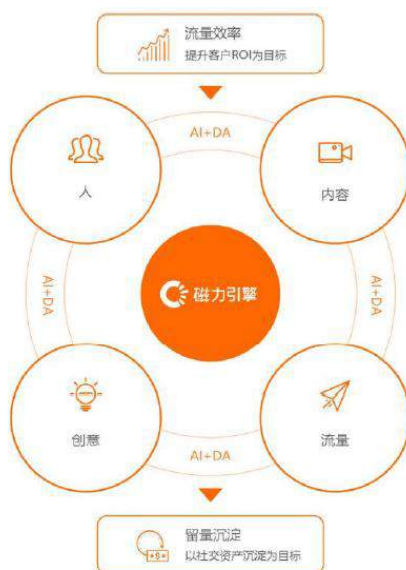 流量效率
提升客户ROI为目标
AI+DA
人
内容
AI+DA
磁力引擎
AI+DA
创意
流量
AI+DA
留量沉淀
以社交资产沉淀为目标